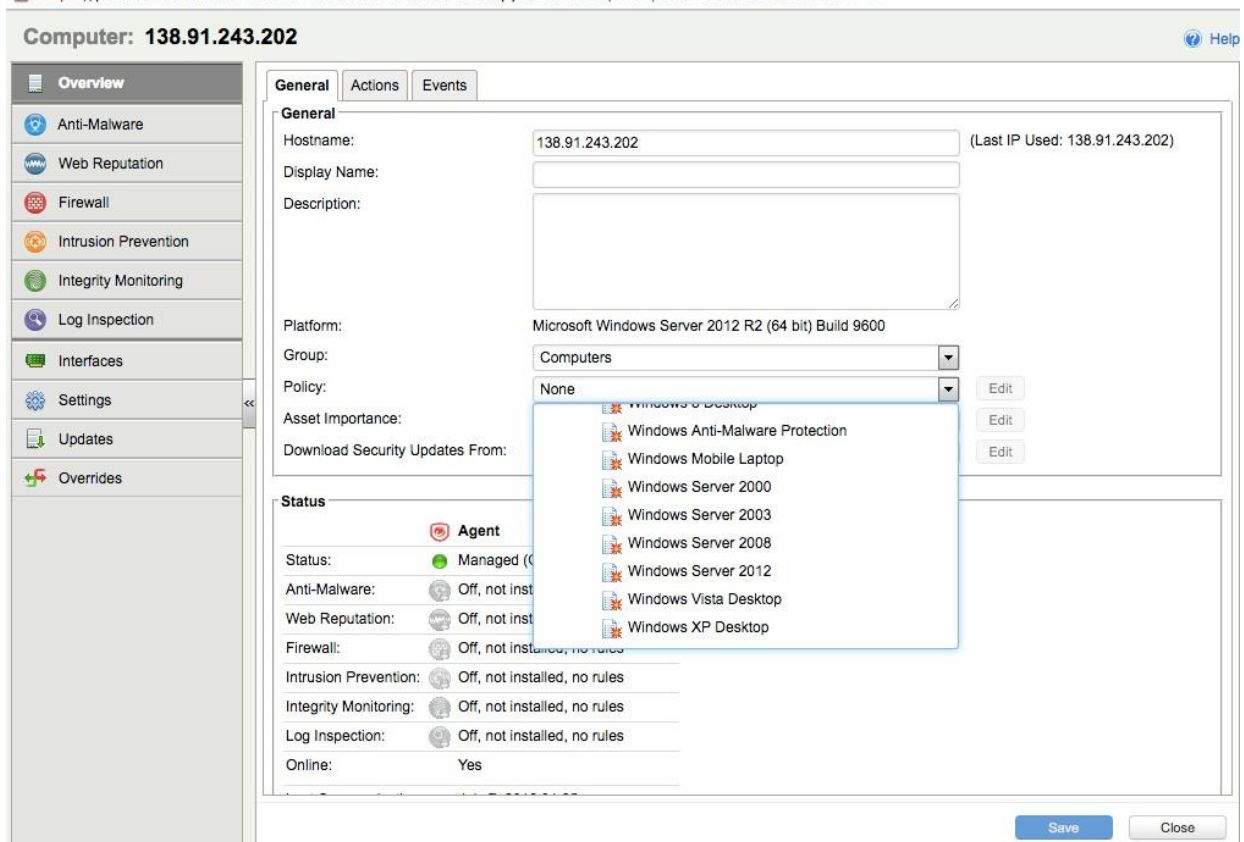 Computer: 138.91.243.202
Help
Overview
Anti-Malware
Web Reputation
Firewall
Intrusion Prevention
Integrity Monitoring
Log Inspection
Interfaces
Settings
Updates
Overrides
<<
General Actions Events
General
Hostname: 138.91.243.202 (Last IP Used: 138.91.243.202)
Display Name:
Description:
Platform: Microsoft Windows Server 2012 R2 (64 bit) Build 9600
Group: Computers
Policy: None Edit
Asset Importance: Edit
Download Security Updates From: Edit
Desktop
Windows Anti-Malware Protection
Windows Mobile Laptop
Windows Server 2000
Windows Server 2003
Windows Server 2008
Windows Server 2012
Windows Vista Desktop
Windows XP Desktop
Status
Agent
Status: Managed
Anti-Malware: Off, not
Web Reputation: Off, not
Firewall: Off, not installed, no rules
Intrusion Prevention: Off, not installed, no rules
Integrity Monitoring: Off, not installed, no rules
Log Inspection: Off, not installed, no rules
Online: Yes
Save Close